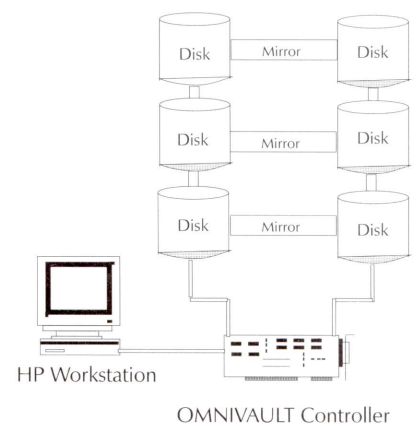 Disk Mirror Disk
Disk Mirror Disk
Disk Mirror Disk
HP Workstation
OMNIVAULT Controller